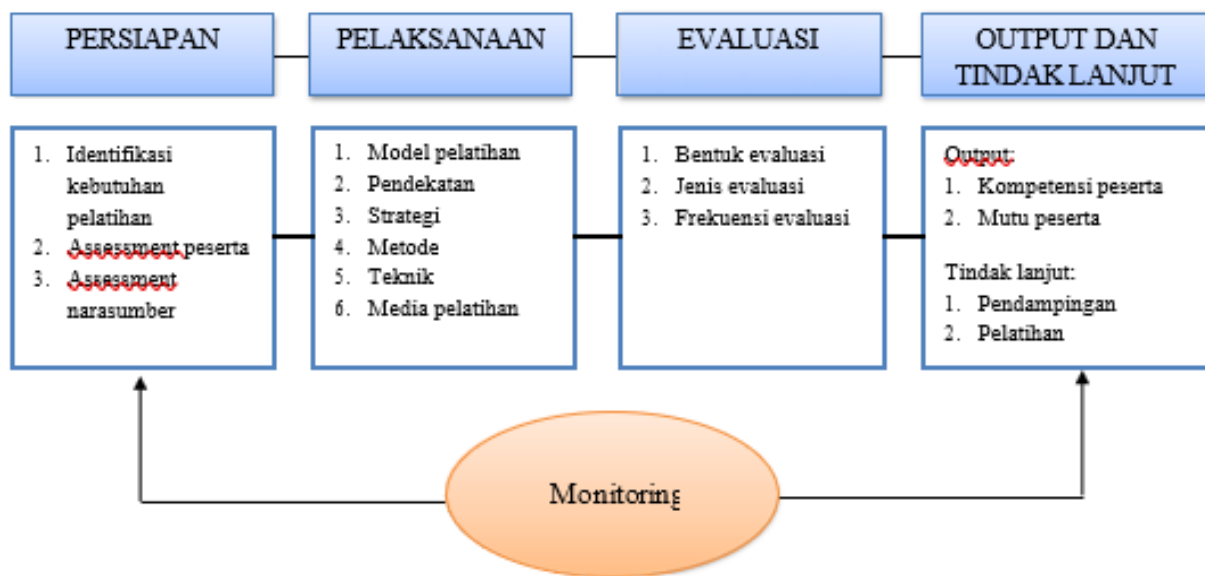 PERSIAPAN
PELAKSANAAN
EVALUASI
OUTPUT DAN
TINDAK LANJUT
1. Identifikasi
kebutuhan
pelatihan
2. Assessment peserta
3. Assessment
narasumber
1. Model pelatihan
2. Pendekatan
3. Strategi
4. Metode
5. Teknik
6. Media pelatihan
1. Bentuk evaluasi
2. Jenis evaluasi
3. Frekuensi evaluasi
Output:
1. Kompetensi peserta
2. Mutu peserta
Tindak lanjut:
1. Pendampingan
2. Pelatihan
Monitoring